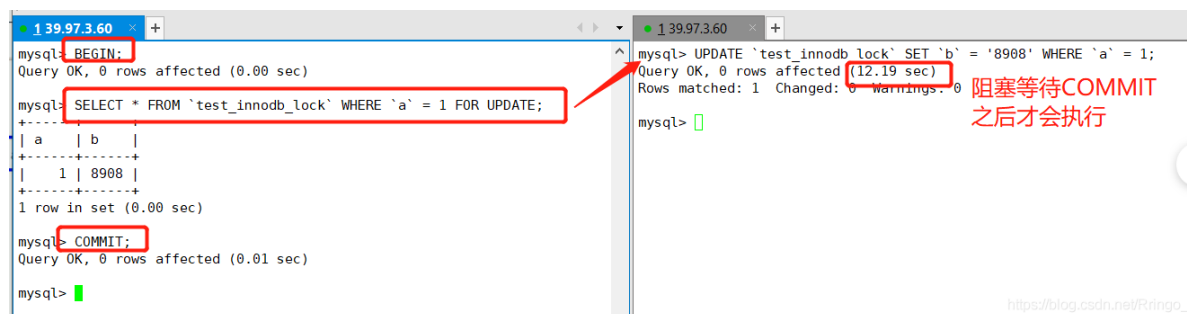 1 39.97.3.60 × +
mysql> BEGIN;
Query OK, 0 rows affected (0.00 sec)
mysql> SELECT * FROM `test_innodb_lock` WHERE `a` = 1 FOR UPDATE;
+------+------+
| a    | b    |
+------+------+
|    1 | 8908 |
+------+------+
1 row in set (0.00 sec)
mysql> COMMIT;
Query OK, 0 rows affected (0.01 sec)
mysql>
1 39.97.3.60 × +
mysql> UPDATE `test_innodb_lock` SET `b` = '8908' WHERE `a` = 1;
Query OK, 0 rows affected (12.19 sec)
Rows matched: 1  Changed: 0  Warnings: 0
mysql>
阻塞等待COMMIT
之后才会执行
https://blog.csdn.net/Rringo_